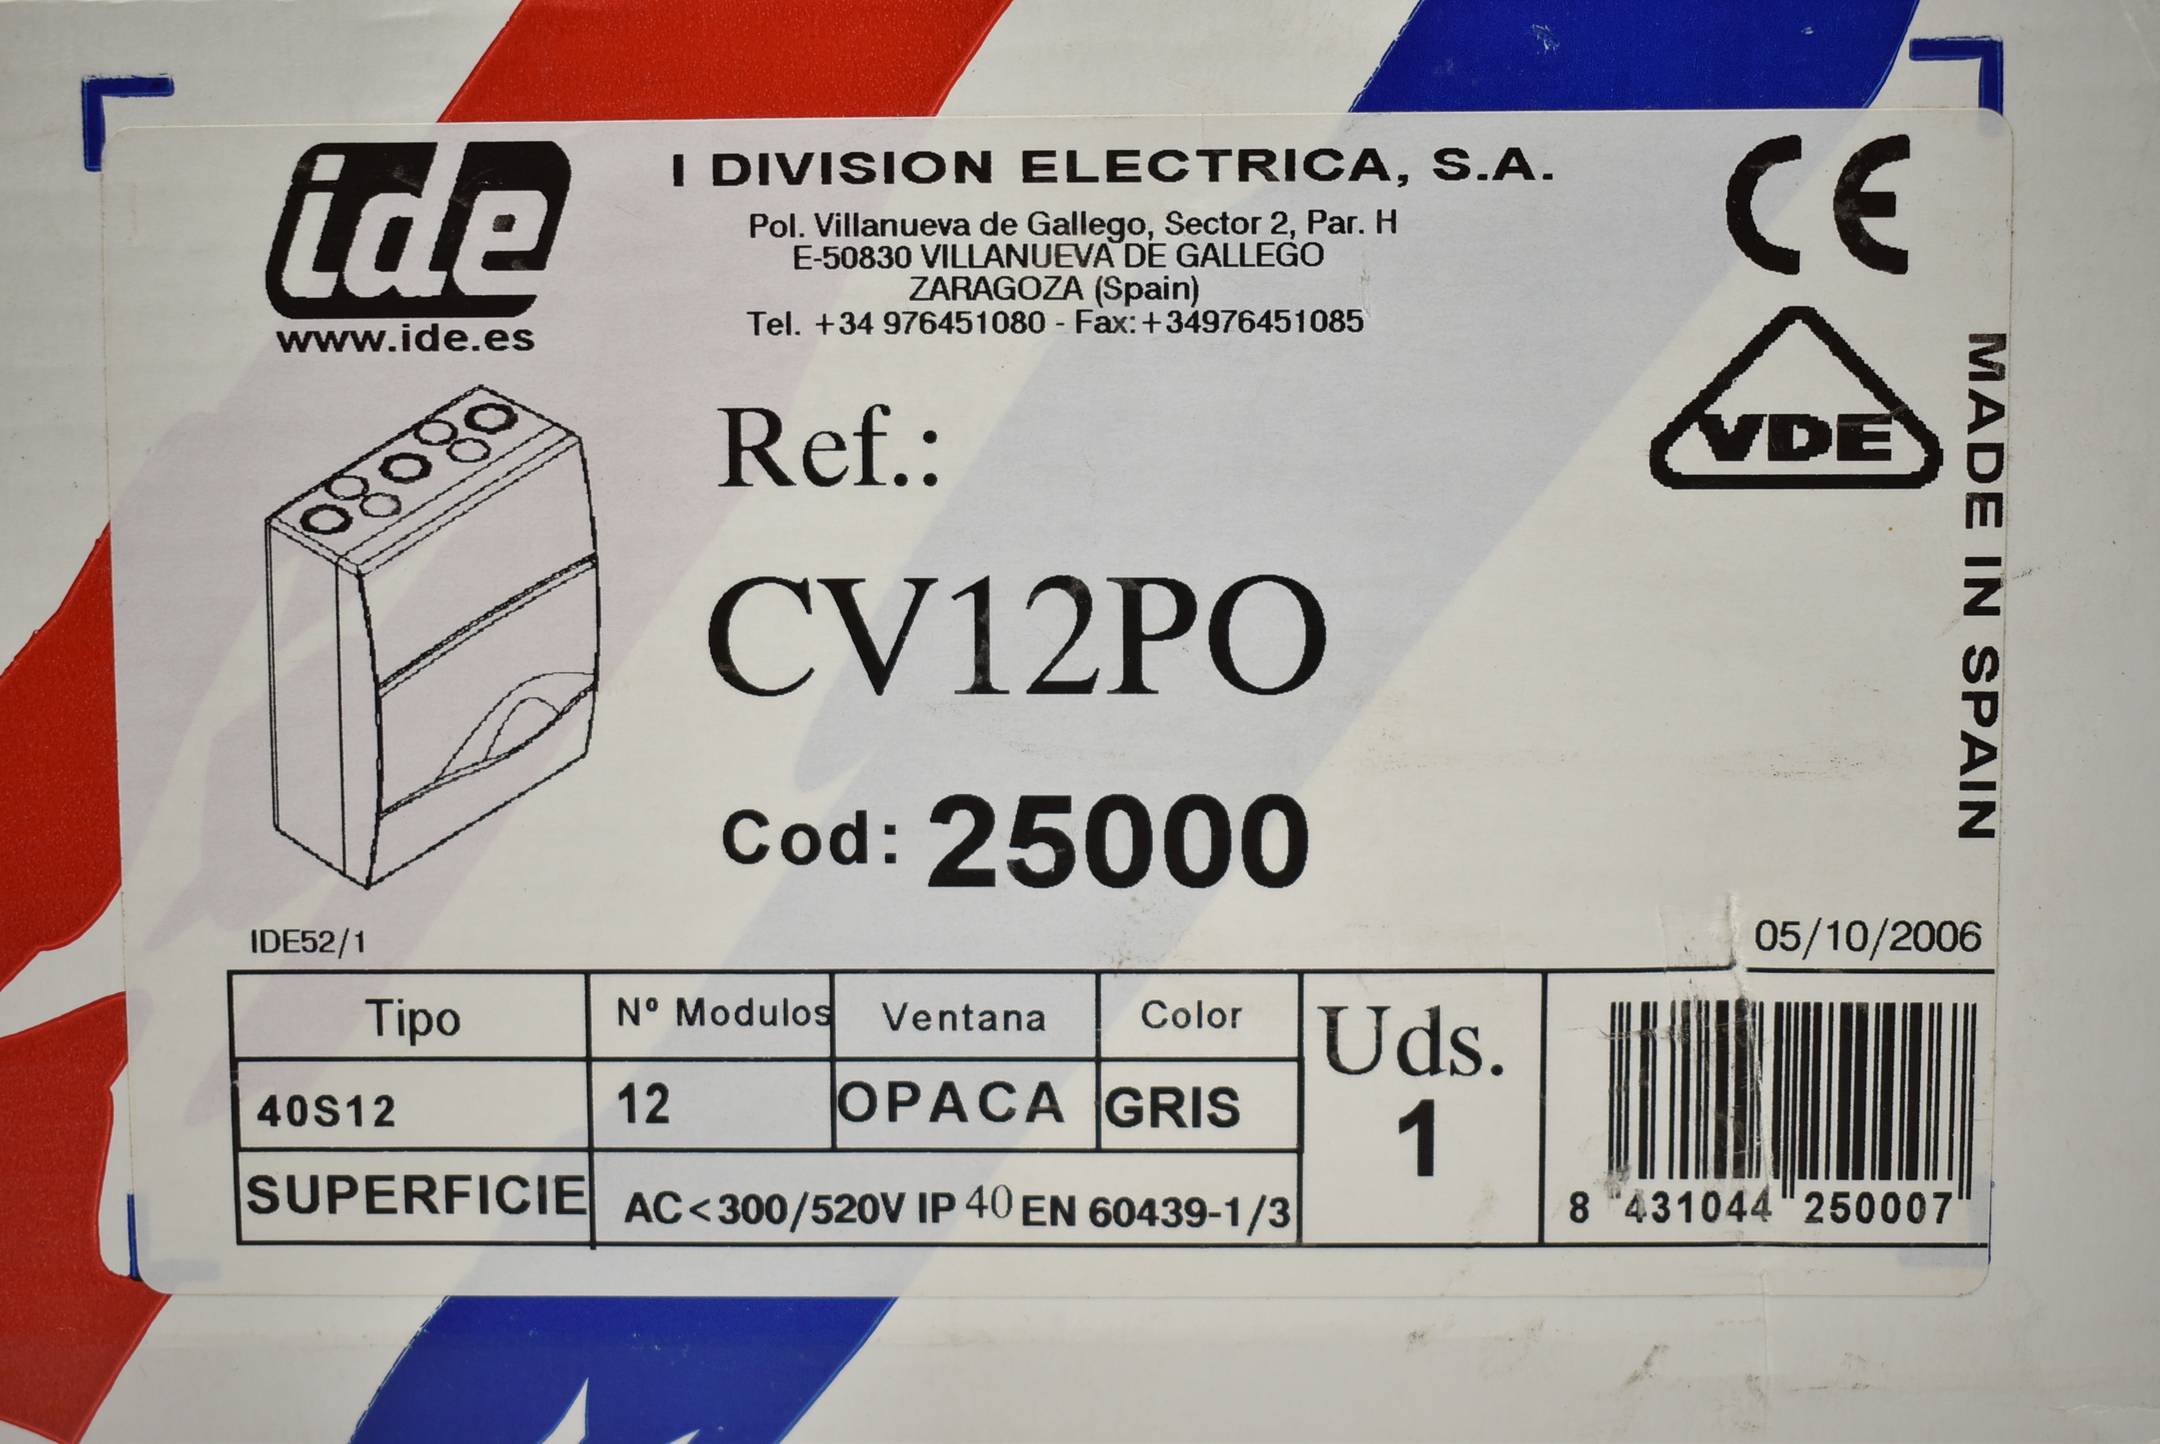 ide
www.ide.es
I DIVISION ELECTRICA, S.A.
Pol. Villanueva de Gallego, Sector 2, Par. H
E-50830 VILLANUEVA DE GALLEGO
ZARAGOZA (Spain)
Tel. +34 976451080 - Fax: +34976451085
CE
VDE
MADE IN SPAIN
Ref.:
CV12PO
Cod: 25000
IDE52/1
05/10/2006
Tipo Nº Modulos Ventana Color
40S12 12 OPACA GRIS
SUPERFICIE AC<300/520V IP 40 EN 60439-1/3
Uds.
1
8 431044 250007